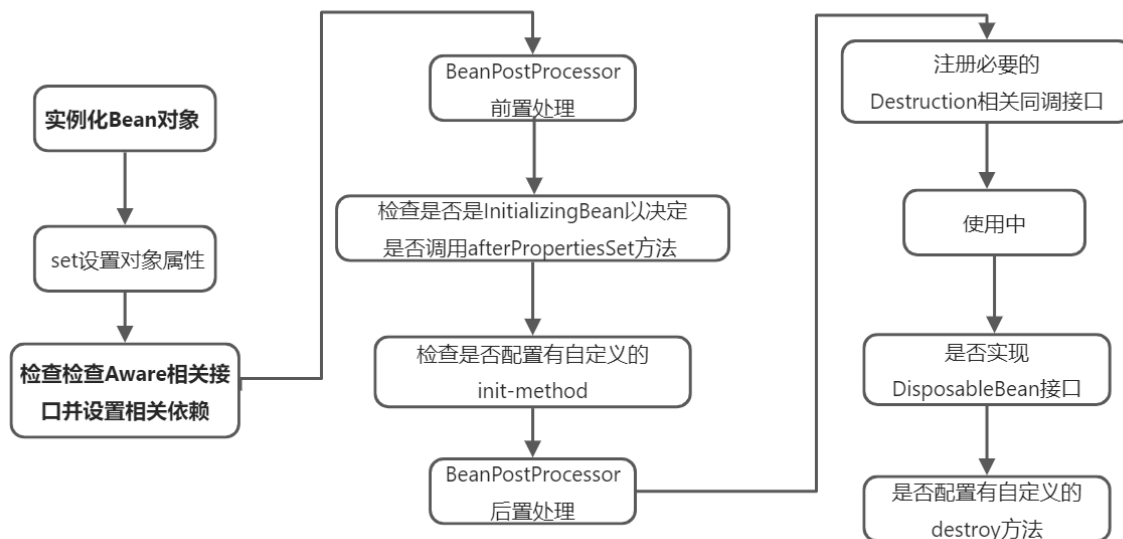 实例化Bean对象
set设置对象属性
检查检查Aware相关接
口并设置相关依赖
BeanPostProcessor
前置处理
检查是否是InitializingBean以决定
是否调用afterPropertiesSet方法
检查是否配置有自定义的
init-method
BeanPostProcessor
后置处理
注册必要的
Destruction相关同调接口
使用中
是否实现
DisposableBean接口
是否配置有自定义的
destroy方法